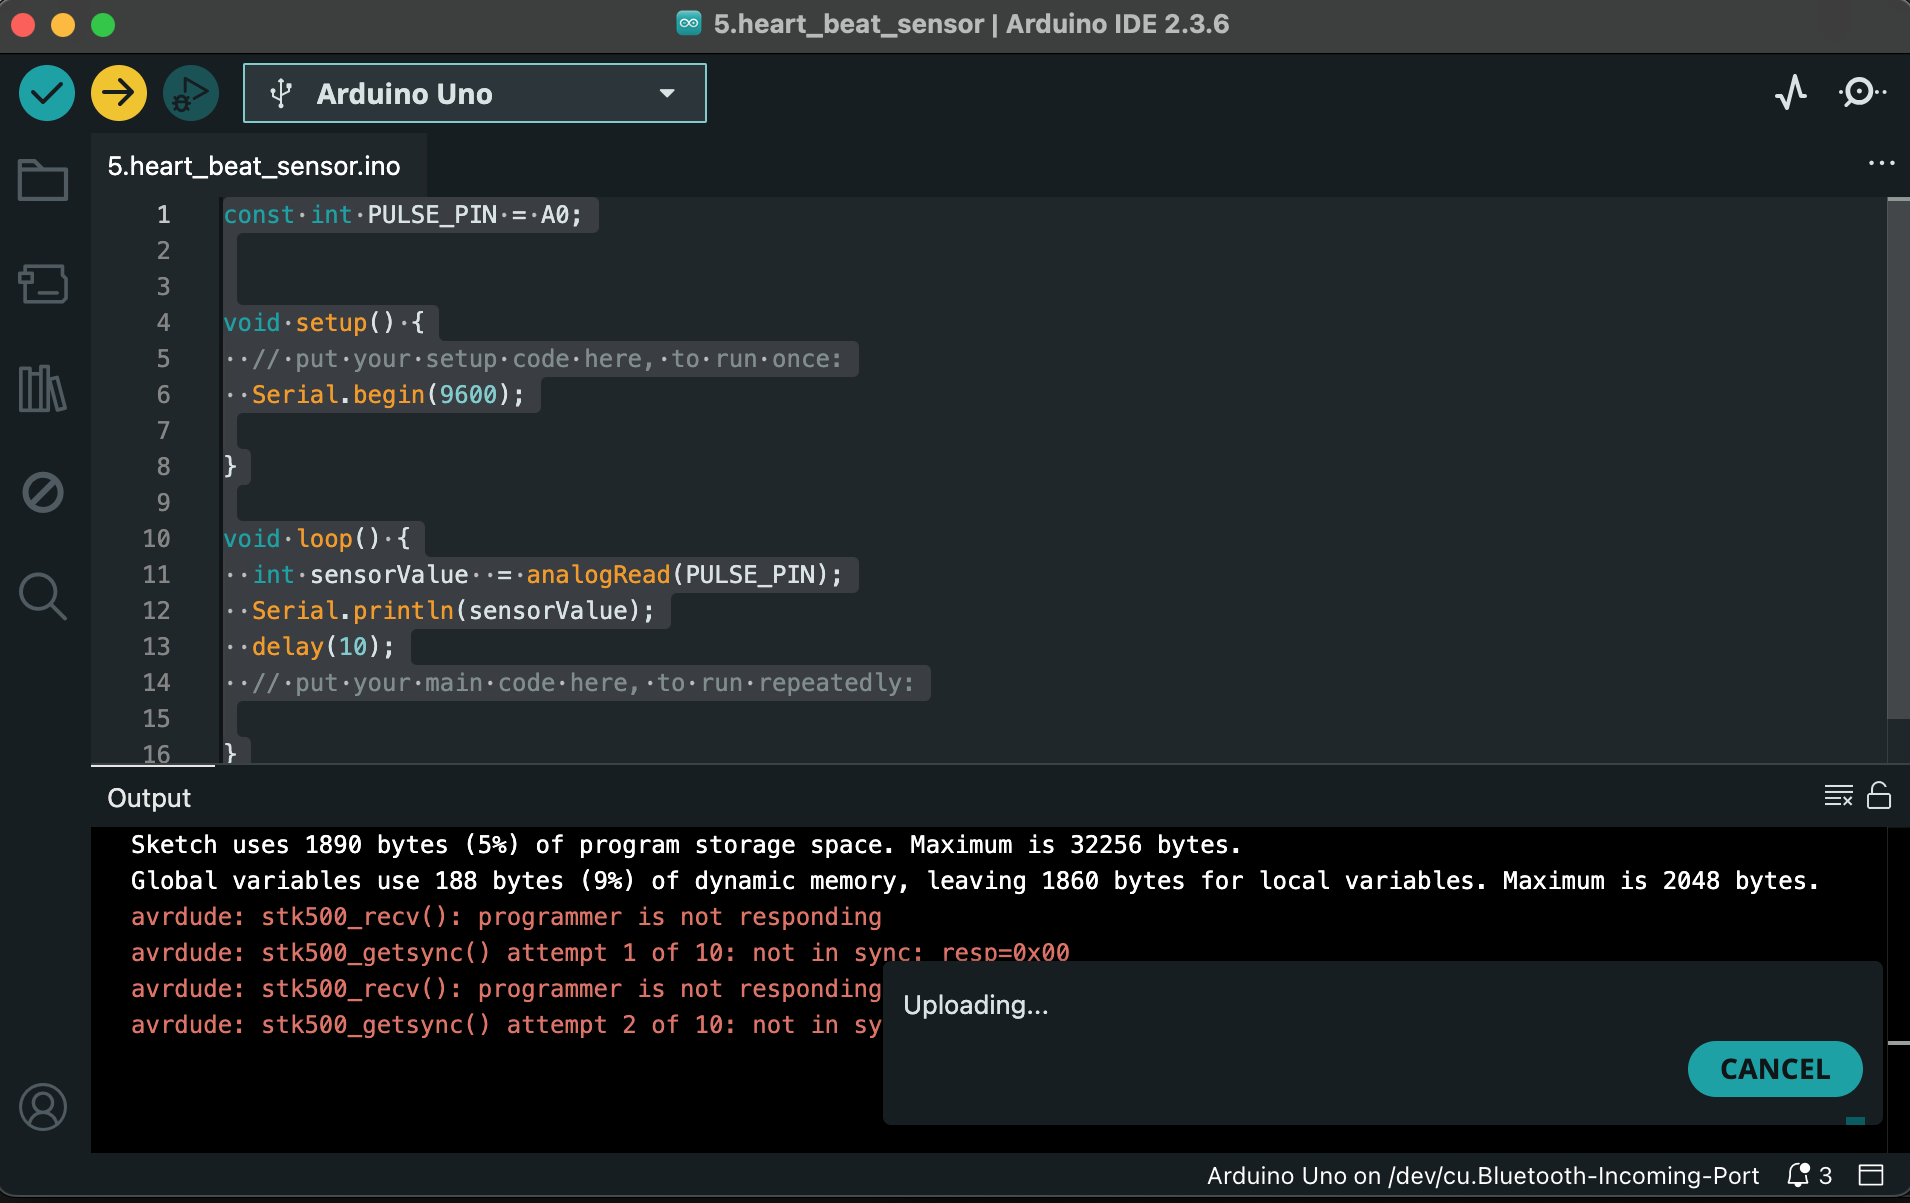 5.heart_beat_sensor | Arduino IDE 2.3.6
Arduino Uno
5.heart_beat_sensor.ino
1 const int PULSE_PIN = A0;
2
3
4 void setup() {
5   // put your setup code here, to run once:
6   Serial.begin(9600);
7
8 }
9
10 void loop() {
11   int sensorValue  = analogRead(PULSE_PIN);
12   Serial.println(sensorValue);
13   delay(10);
14   // put your main code here, to run repeatedly:
15
16 }
Output
Sketch uses 1890 bytes (5%) of program storage space. Maximum is 32256 bytes.
Global variables use 188 bytes (9%) of dynamic memory, leaving 1860 bytes for local variables. Maximum is 2048 bytes.
avrdude: stk500_recv(): programmer is not responding
avrdude: stk500_getsync() attempt 1 of 10: not in sync: resp=0x00
avrdude: stk500_recv(): programmer is not responding
avrdude: stk500_getsync() attempt 2 of 10: not in sy
Uploading...
CANCEL
Arduino Uno on /dev/cu.Bluetooth-Incoming-Port
3